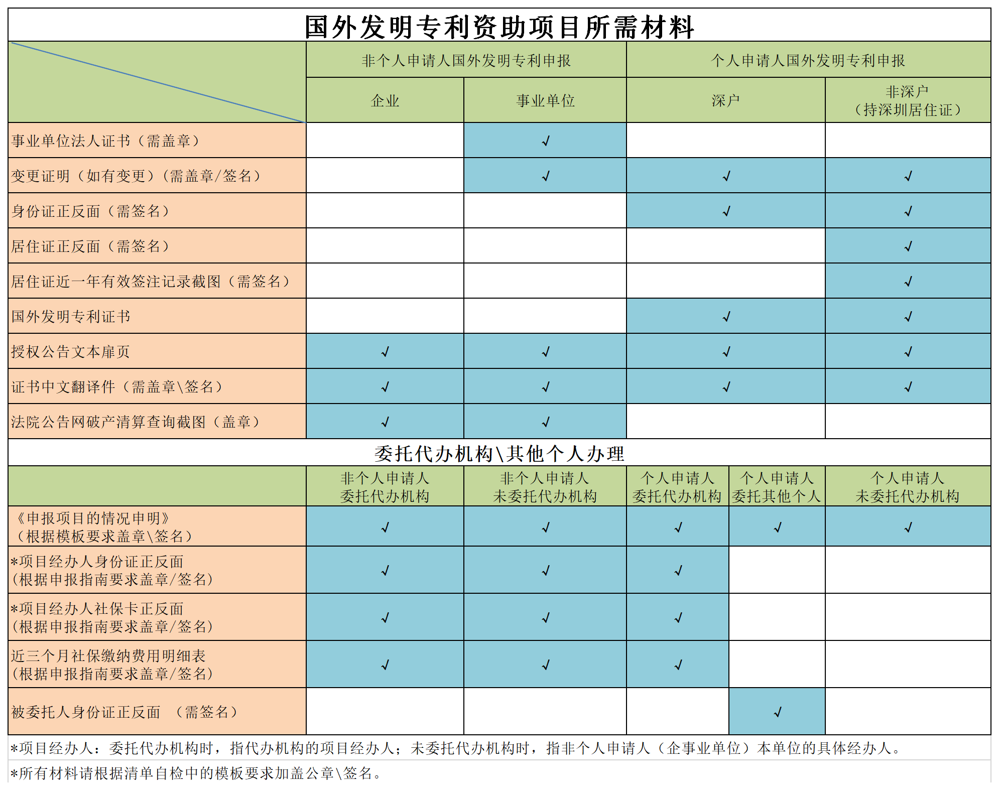 国外发明专利资助项目所需材料
非个人申请人国外发明专利申报
个人申请人国外发明专利申报
企业
事业单位
深户
非深户
（持深圳居住证）
事业单位法人证书（需盖章）
√
变更证明（如有变更）(需盖章/签名）
√
√
√
身份证正反面（需签名）
√
√
居住证正反面（需签名）
√
居住证近一年有效签注记录截图（需签名）
√
国外发明专利证书
√
√
授权公告文本扉页
√
√
√
√
证书中文翻译件（需盖章\签名）
√
√
√
√
法院公告网破产清算查询截图（盖章）
√
√
委托代办机构\其他个人办理
非个人申请人
委托代办机构
非个人申请人
未委托代办机构
个人申请人
委托代办机构
个人申请人
委托其他个人
个人申请人
未委托代办机构
《申报项目的情况申明》
（根据模板要求盖章\签名）
√
√
√
√
√
*项目经办人身份证正反面
(根据申报指南要求盖章/签名)
√
√
√
*项目经办人社保卡正反面
(根据申报指南要求盖章/签名)
√
√
√
近三个月社保缴纳费用明细表
(根据申报指南要求盖章/签名)
√
√
√
被委托人身份证正反面 （需签名）
√
*项目经办人：委托代办机构时，指代办机构的项目经办人；未委托代办机构时，指非个人申请人（企事业单位）本单位的具体经办人。
*所有材料请根据清单自检中的模板要求加盖公章\签名。